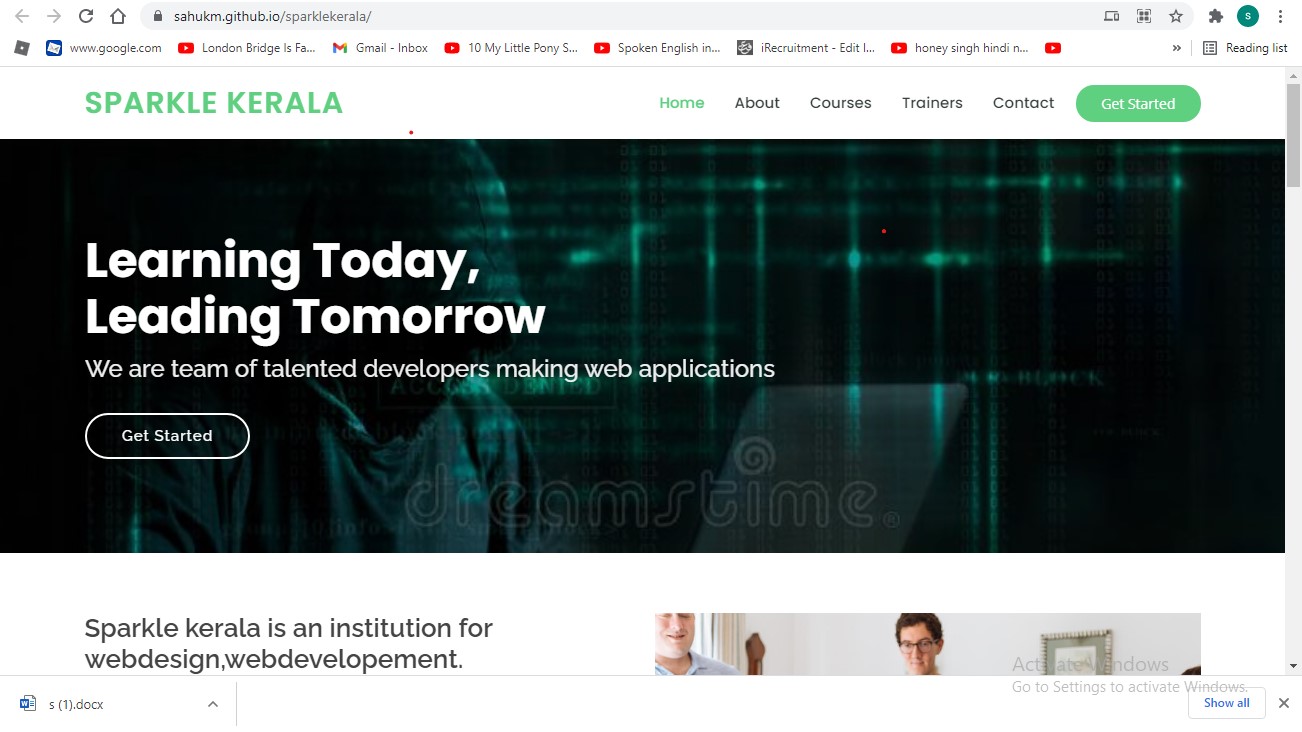 sahukm.github.io/sparklekerala/
S
www.google.com
London Bridge Is Fa...
Gmail - Inbox
10 My Little Pony S...
Spoken English in...
iRecruitment - Edit I...
honey singh hindi n...
»
Reading list
SPARKLE KERALA
Home
About
Courses
Trainers
Contact
Get Started
Learning Today,
Leading Tomorrow
We are team of talented developers making web applications
Get Started
dreamstime®
Sparkle kerala is an institution for
webdesign,webdevelopement.
Activate Windows
Go to Settings to activate Windows.
s (1).docx
Show all